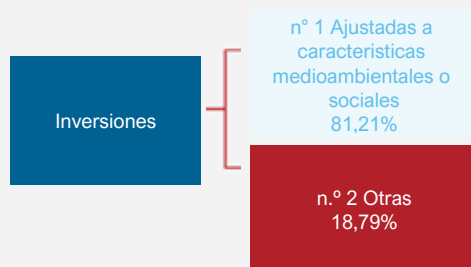 Inversiones
n° 1 Ajustadas a
caracteristicas
medioambientales o
sociales
81,21%
n.º 2 Otras
18,79%